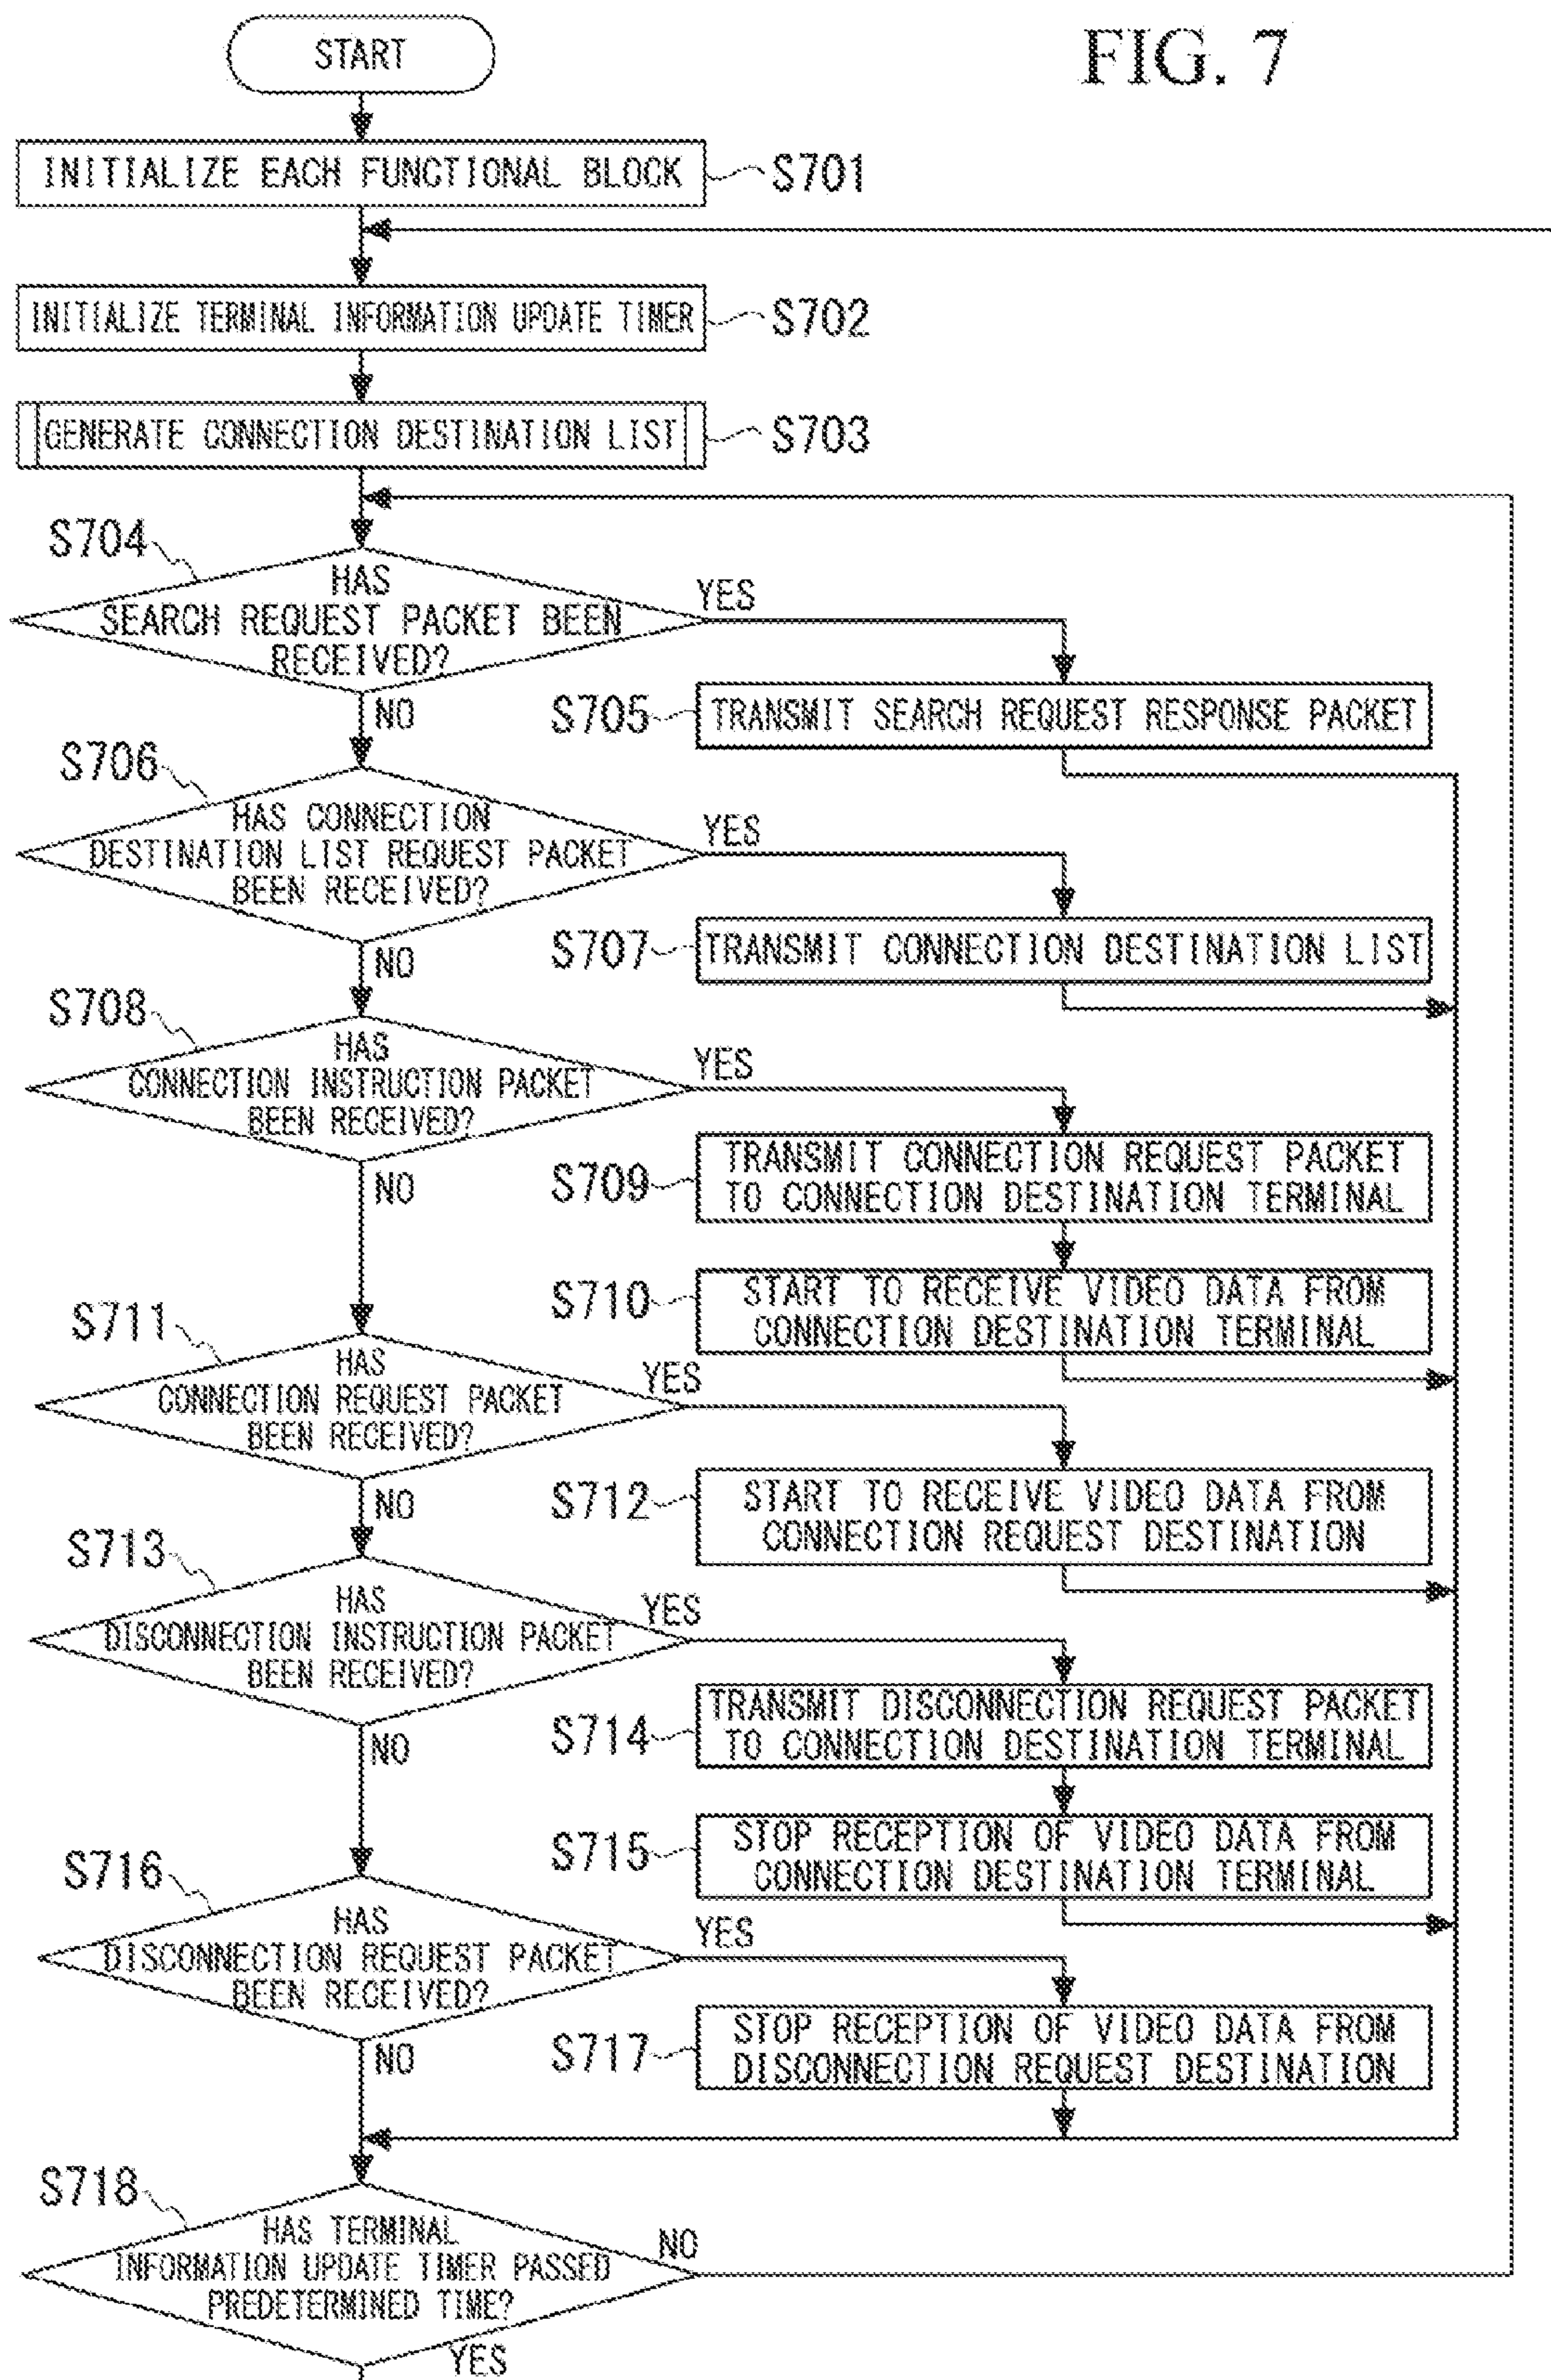 FIG. 7
START
INITIALIZE EACH FUNCTIONAL BLOCK
S701
INITIALIZE TERMINAL INFORMATION UPDATE TIMER
S702
GENERATE CONNECTION DESTINATION LIST
S703
S704
HAS
SEARCH REQUEST PACKET BEEN
RECEIVED?
YES
NO
S705
TRANSMIT SEARCH REQUEST RESPONSE PACKET
S706
HAS CONNECTION
DESTINATION LIST REQUEST PACKET
BEEN RECEIVED?
YES
NO
S707
TRANSMIT CONNECTION DESTINATION LIST
S708
HAS
CONNECTION INSTRUCTION PACKET
BEEN RECEIVED?
YES
NO
S709
TRANSMIT CONNECTION REQUEST PACKET
TO CONNECTION DESTINATION TERMINAL
S710
START TO RECEIVE VIDEO DATA FROM
CONNECTION DESTINATION TERMINAL
S711
HAS
CONNECTION REQUEST PACKET
BEEN RECEIVED?
YES
NO
S712
START TO RECEIVE VIDEO DATA FROM
CONNECTION REQUEST DESTINATION
S713
HAS
DISCONNECTION INSTRUCTION PACKET
BEEN RECEIVED?
YES
NO
S714
TRANSMIT DISCONNECTION REQUEST PACKET
TO CONNECTION DESTINATION TERMINAL
S715
STOP RECEPTION OF VIDEO DATA FROM
CONNECTION DESTINATION TERMINAL
S716
HAS
DISCONNECTION REQUEST PACKET
BEEN RECEIVED?
YES
NO
S717
STOP RECEPTION OF VIDEO DATA FROM
DISCONNECTION REQUEST DESTINATION
S718
HAS TERMINAL
INFORMATION UPDATE TIMER PASSED
PREDETERMINED TIME?
NO
YES